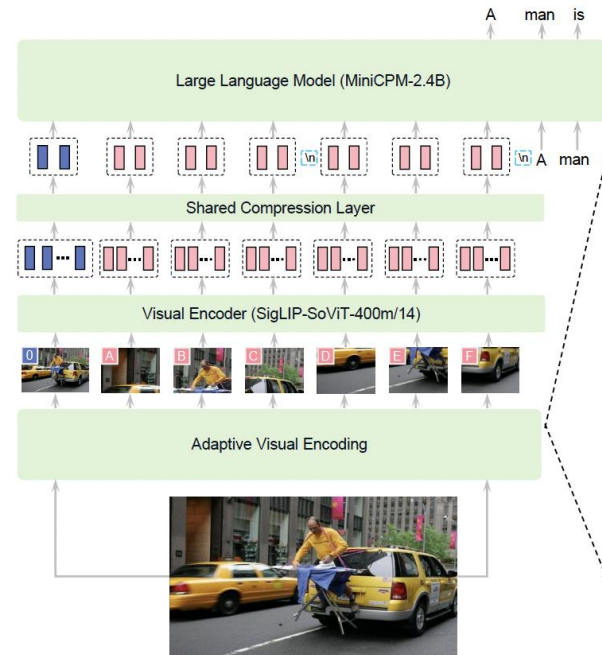 A man is
Large Language Model (MiniCPM-2.4B)
\n \n A man
Shared Compression Layer
Visual Encoder (SigLIP-SoViT-400m/14)
0 A B C D E F
Adaptive Visual Encoding